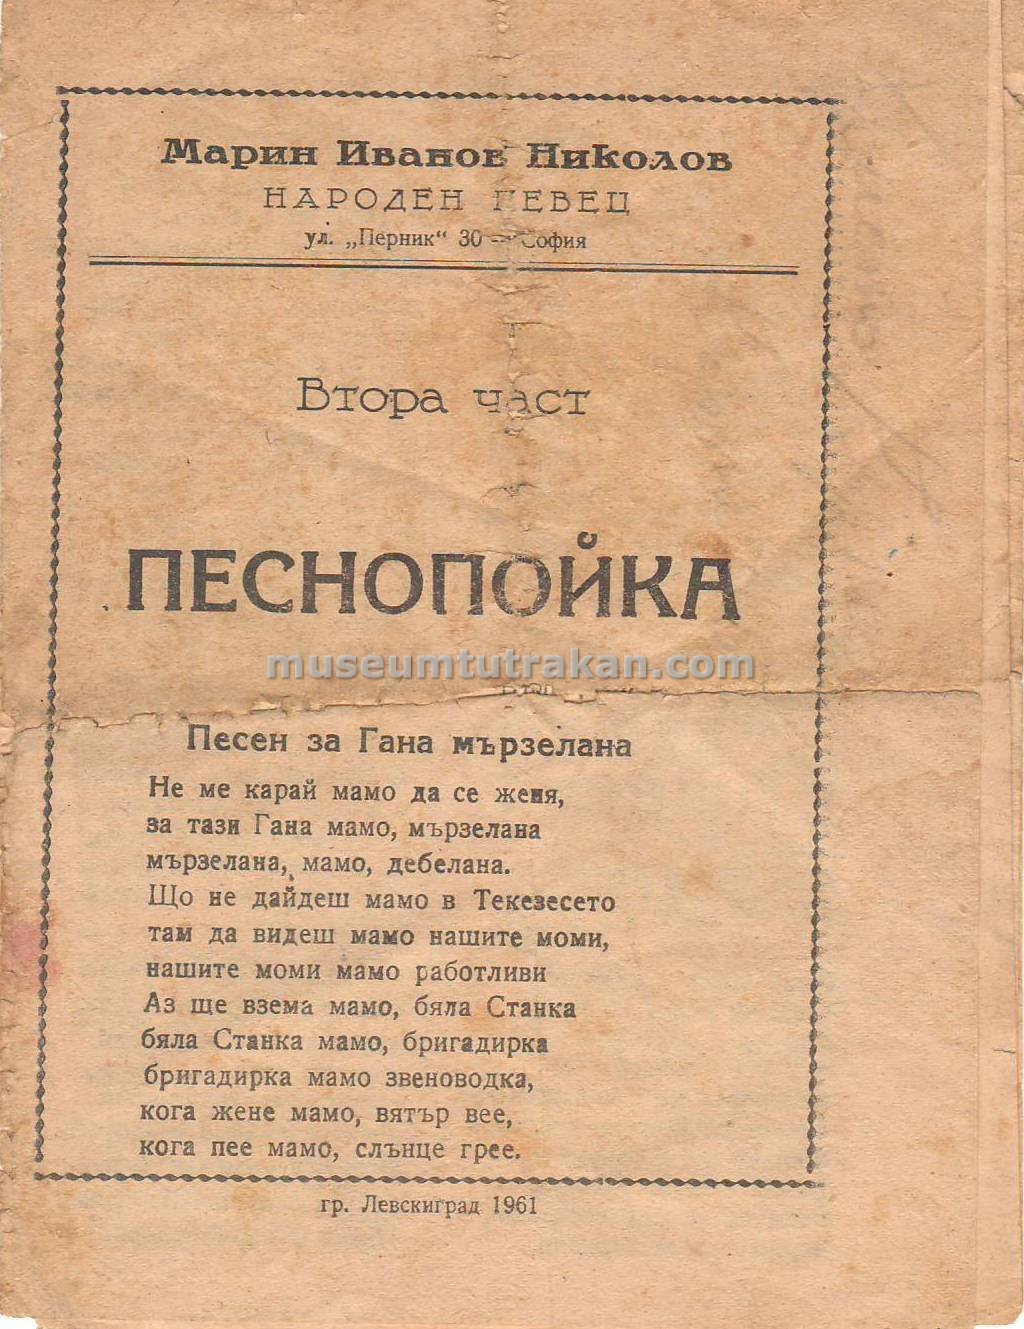 Марин Иванов Николов
НАРОДЕН ПЕВЕЦ
ул. „Перник“ 30 — София
Втора част
ПЕСНОПОЙКА
museumtutrakan.com
Песен за Гана мързелана
Не ме карай мамо да се женя,
за тази Гана мамо, мързелана
мързелана, мамо, дебелана.
Що не дайдеш мамо в Текезесето
там да видеш мамо нашите моми,
нашите моми мамо работливи
Аз ще взема мамо, бяла Станка
бяла Станка мамо, бригадирка
бригадирка мамо звеноводка,
кога жене мамо, вятър вее,
кога пее мамо, слънце грее.
гр. Левскиград 1961